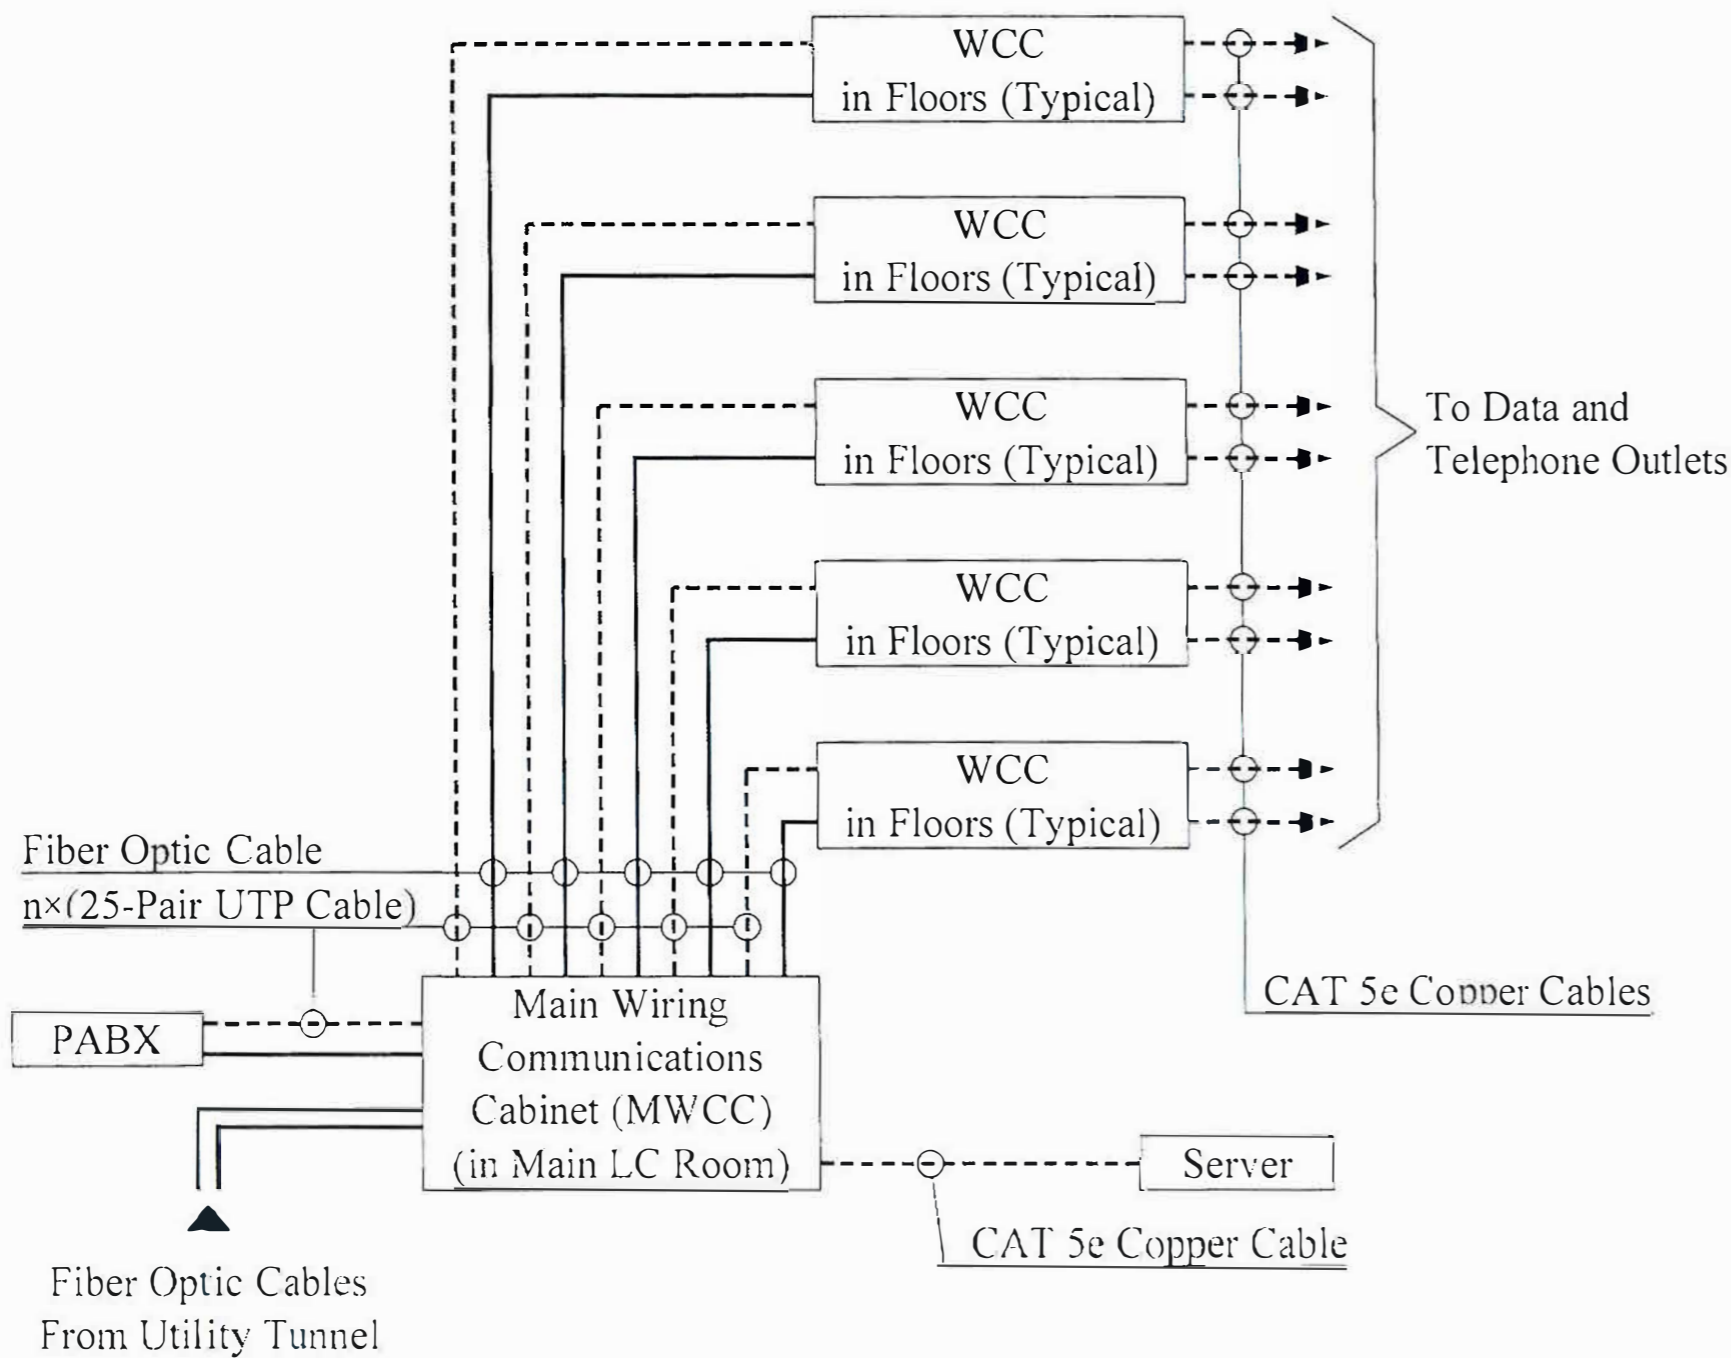 WCC
in Floors (Typical)
WCC
in Floors (Typical)
WCC
in Floors (Typical)
To Data and
Telephone Outlets
WCC
in Floors (Typical)
WCC
in Floors (Typical)
Fiber Optic Cable
n×(25-Pair UTP Cable)
CAT 5e Copper Cables
PABX
Main Wiring
Communications
Cabinet (MWCC)
(in Main LC Room)
Server
CAT 5e Copper Cable
Fiber Optic Cables
From Utility Tunnel